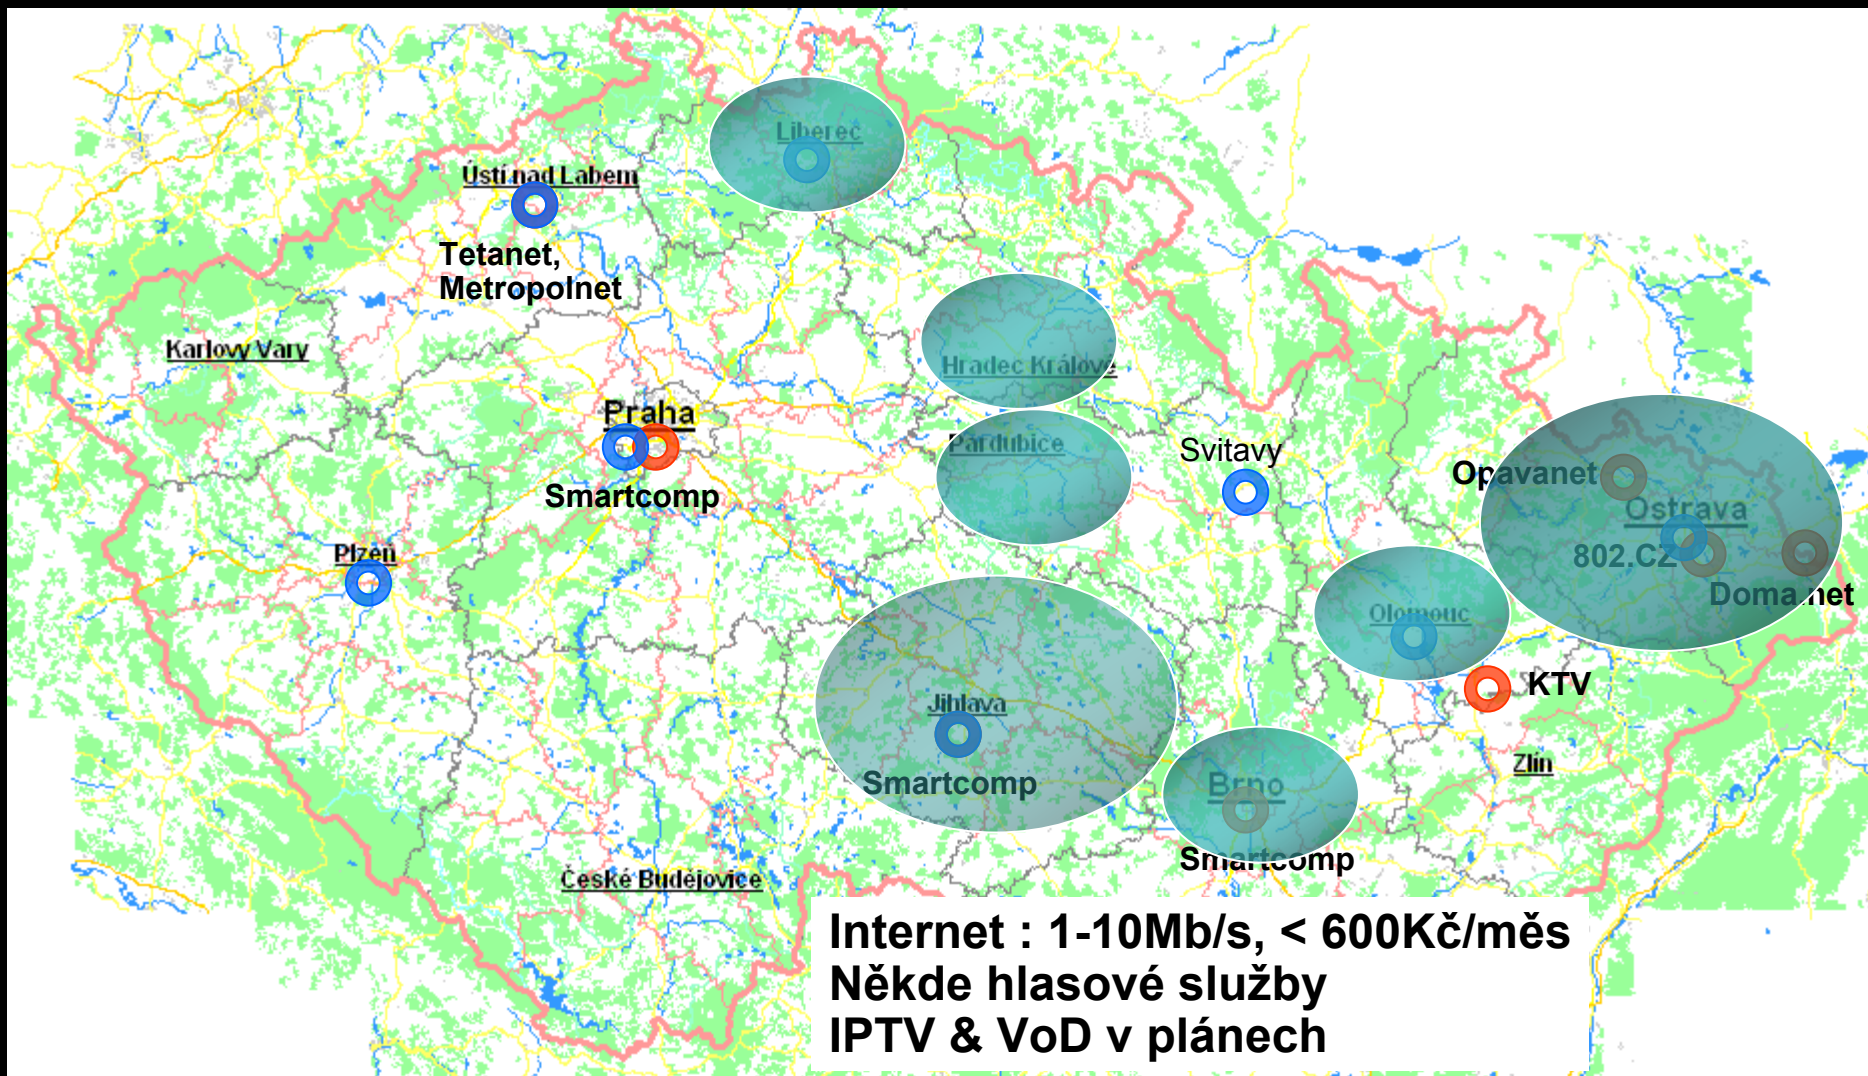 Liberec
Ústí nad Labem
Tetanet,
Metropolnet
Karlovy Vary
Hradec Králové
Praha
Pardubice
Svitavy
Smartcomp
Opavanet
Ostrava
802.CZ
Plzeň
Olomouc
KTV
Jihlava
Smartcomp
Zlín
Brno
Smartcomp
České Budějovice
Internet : 1-10Mb/s, < 600Kč/měs
Někde hlasové služby
IPTV & VoD v plánech